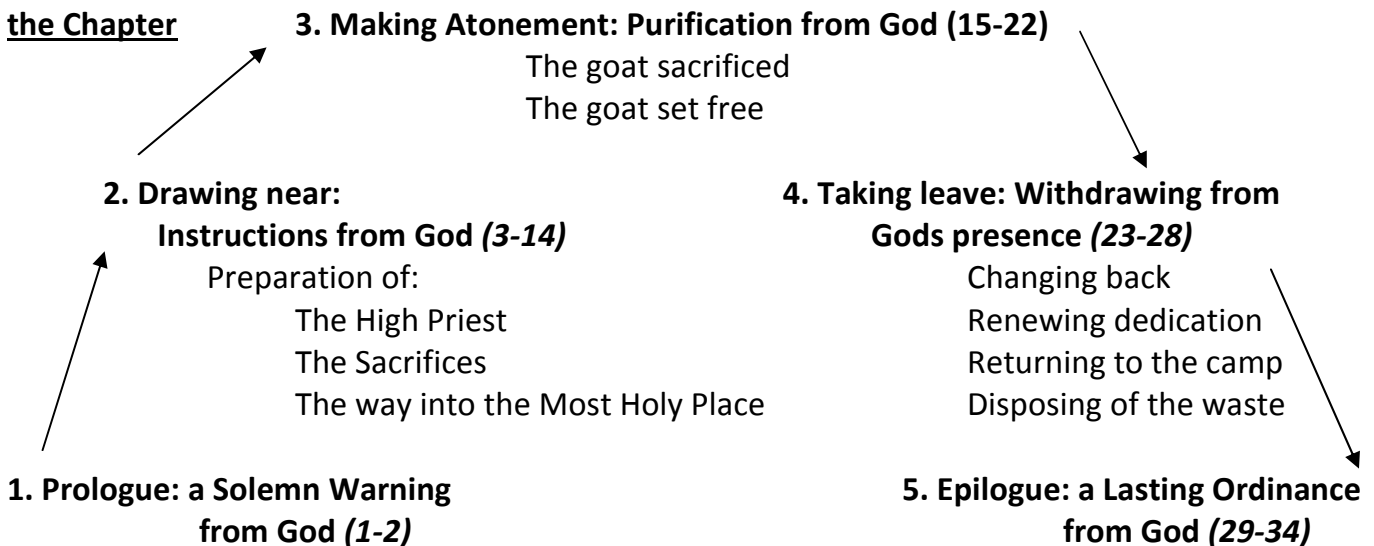 the Chapter
3. Making Atonement: Purification from God (15-22)
The goat sacrificed
The goat set free
2. Drawing near:
Instructions from God (3-14)
Preparation of:
The High Priest
The Sacrifices
The way into the Most Holy Place
4. Taking leave: Withdrawing from
Gods presence (23-28)
Changing back
Renewing dedication
Returning to the camp
Disposing of the waste
1. Prologue: a Solemn Warning
from God (1-2)
5. Epilogue: a Lasting Ordinance
from God (29-34)